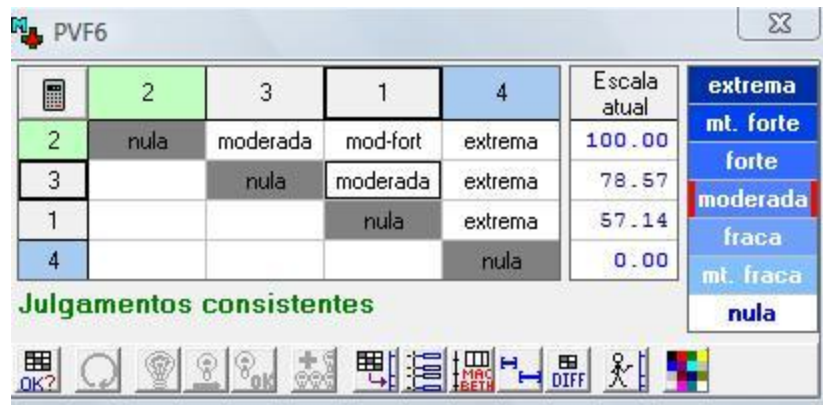 PVF6
2 3 1 4 Escala atual
2 nula moderada mod-fort extrema 100.00
3 nula moderada extrema 78.57
1 nula extrema 57.14
4 nula 0.00
extrema
mt. forte
forte
moderada
fraca
mt. fraca
nula
Julgamentos consistentes
OK? OK MAC BETH DIFF